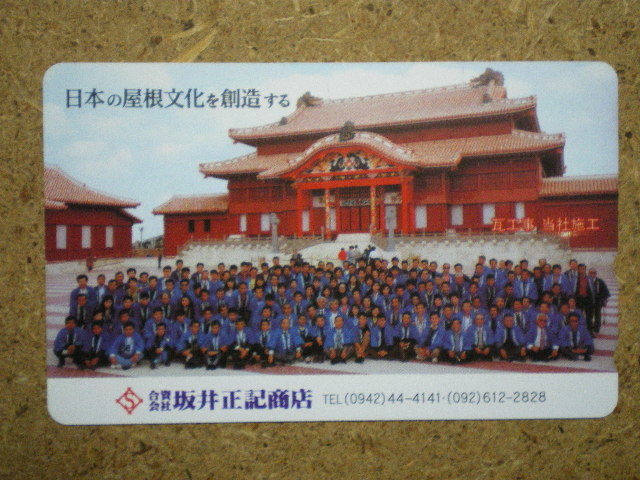 日本の屋根文化を創造する
瓦工事 当社施工
合資会社 坂井正記商店 TEL(0942)44-4141・(092)612-2828